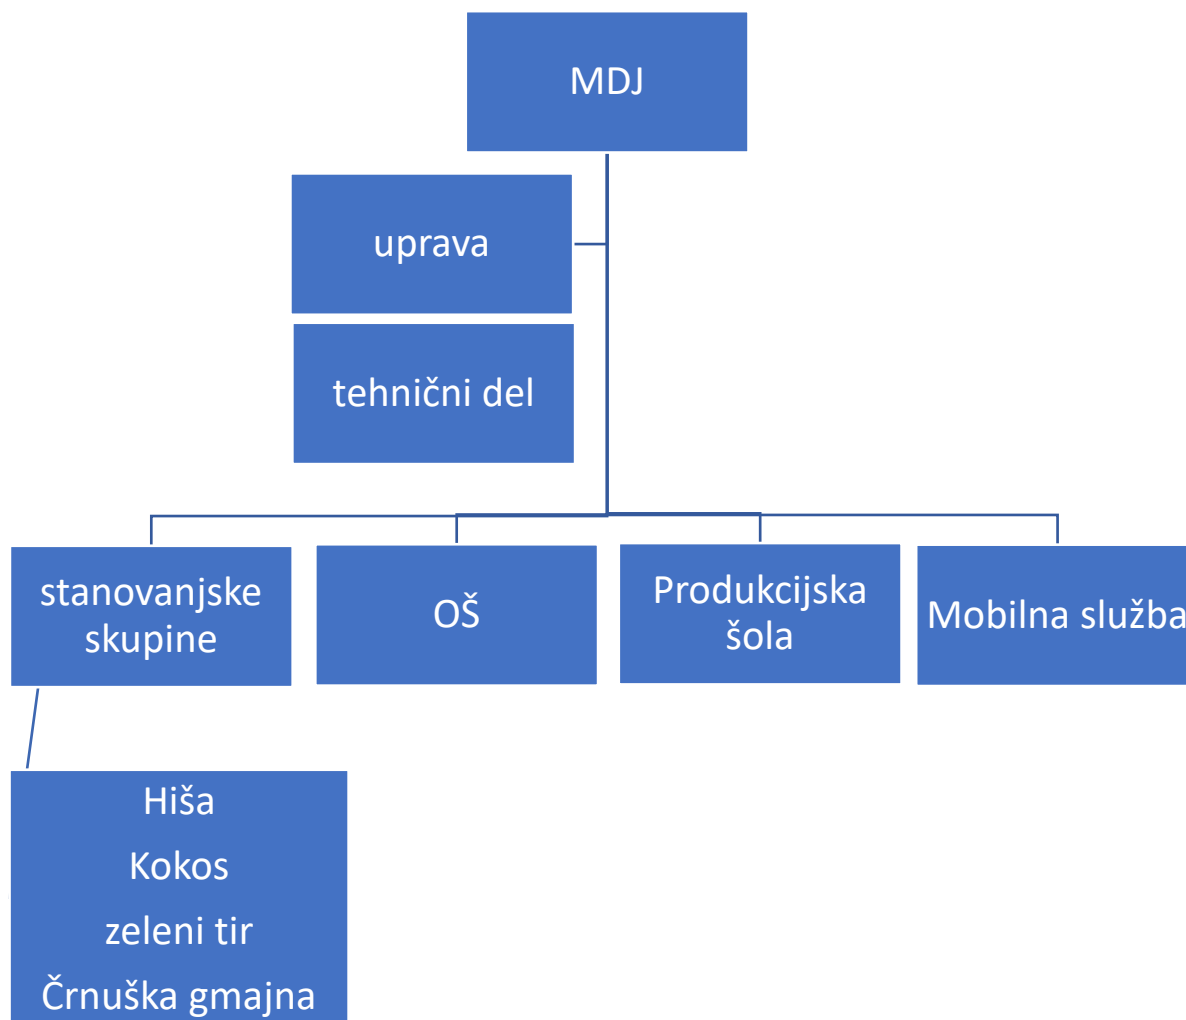 MDJ
uprava
tehnični del
stanovanjske
skupine
OŠ
Produkcijska
šola
Mobilna služba
Hiša
Kokos
zeleni tir
Črnuška gmajna